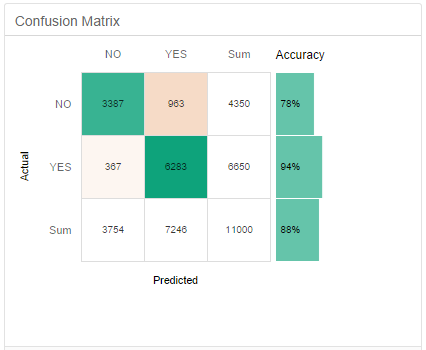 Confusion Matrix
NO YES Sum Accuracy
NO 3387 963 4350 78%
Actual
YES 367 6283 6650 94%
Sum 3754 7246 11000 88%
Predicted